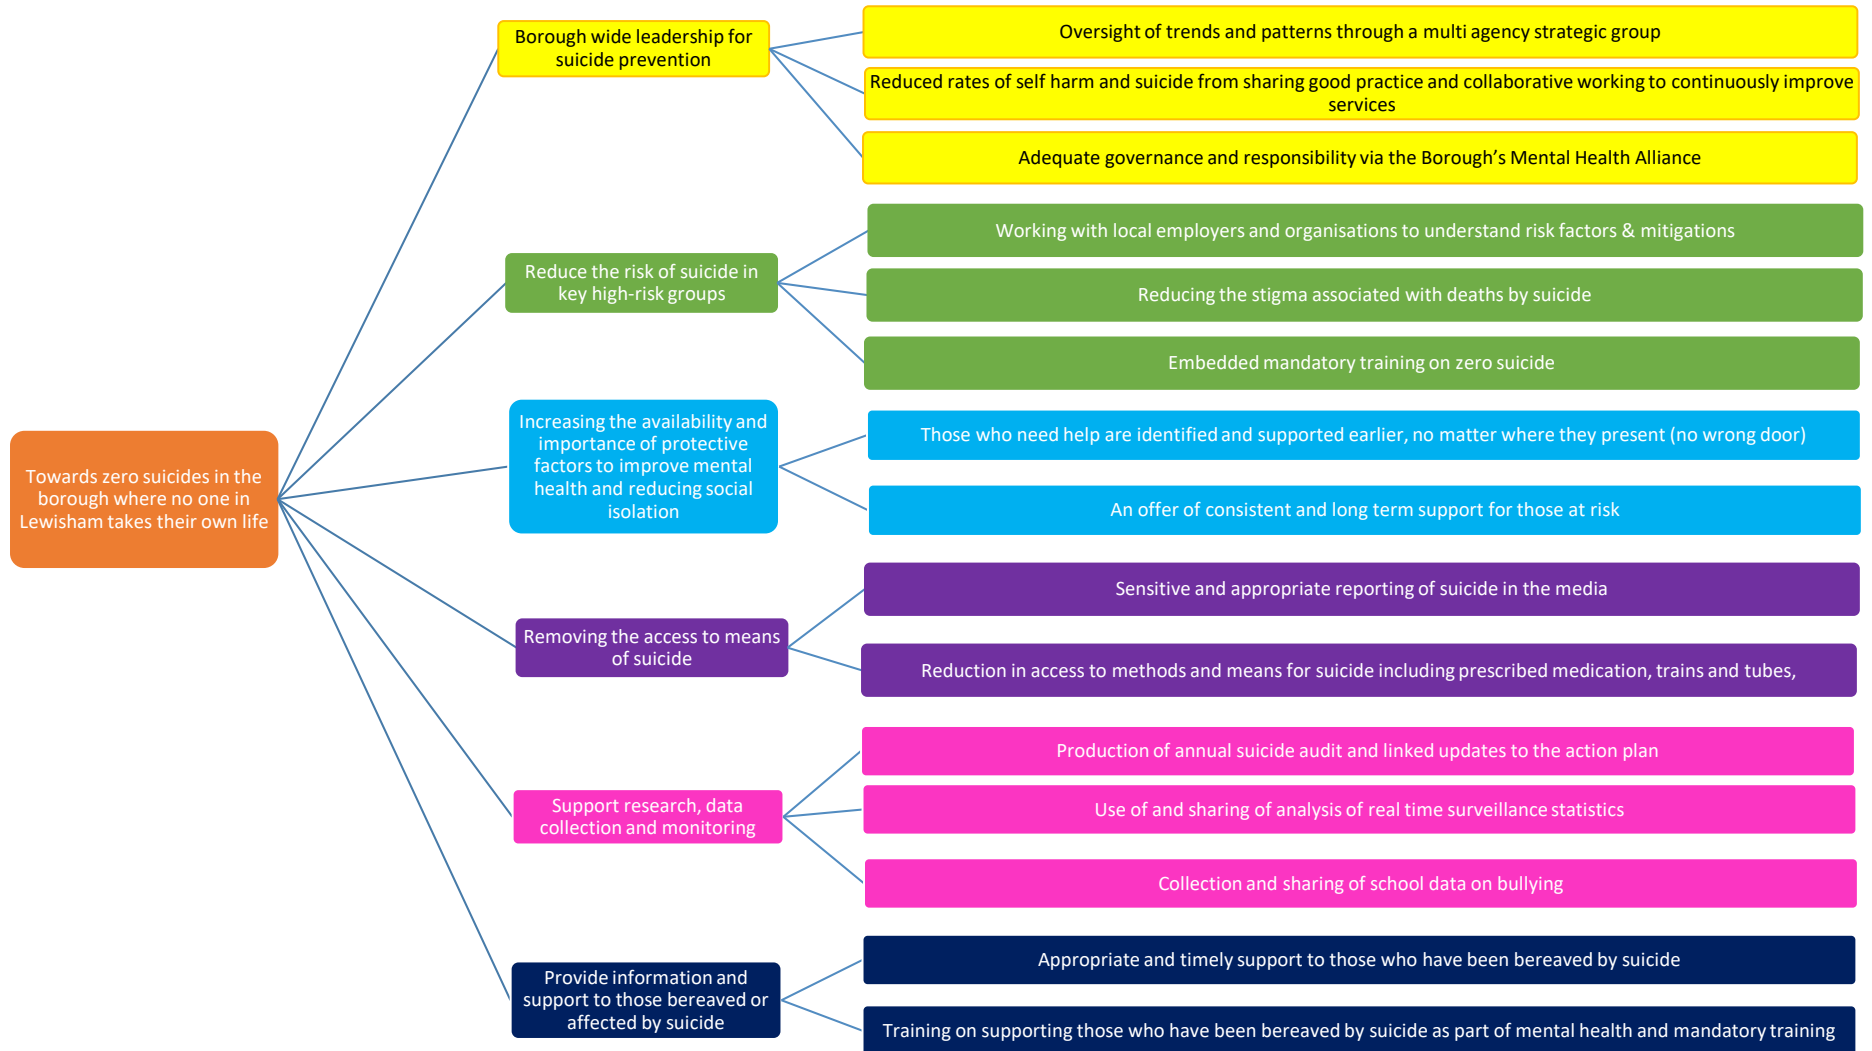 Towards zero suicides in the
borough where no one in
Lewisham takes their own life
Borough wide leadership for
suicide prevention
Oversight of trends and patterns through a multi agency strategic group
Reduced rates of self harm and suicide from sharing good practice and collaborative working to continuously improve
services
Adequate governance and responsibility via the Borough’s Mental Health Alliance
Reduce the risk of suicide in
key high-risk groups
Working with local employers and organisations to understand risk factors & mitigations
Reducing the stigma associated with deaths by suicide
Embedded mandatory training on zero suicide
Increasing the availability and
importance of protective
factors to improve mental
health and reducing social
isolation
Those who need help are identified and supported earlier, no matter where they present (no wrong door)
An offer of consistent and long term support for those at risk
Removing the access to means
of suicide
Sensitive and appropriate reporting of suicide in the media
Reduction in access to methods and means for suicide including prescribed medication, trains and tubes,
Support research, data
collection and monitoring
Production of annual suicide audit and linked updates to the action plan
Use of and sharing of analysis of real time surveillance statistics
Collection and sharing of school data on bullying
Provide information and
support to those bereaved or
affected by suicide
Appropriate and timely support to those who have been bereaved by suicide
Training on supporting those who have been bereaved by suicide as part of mental health and mandatory training